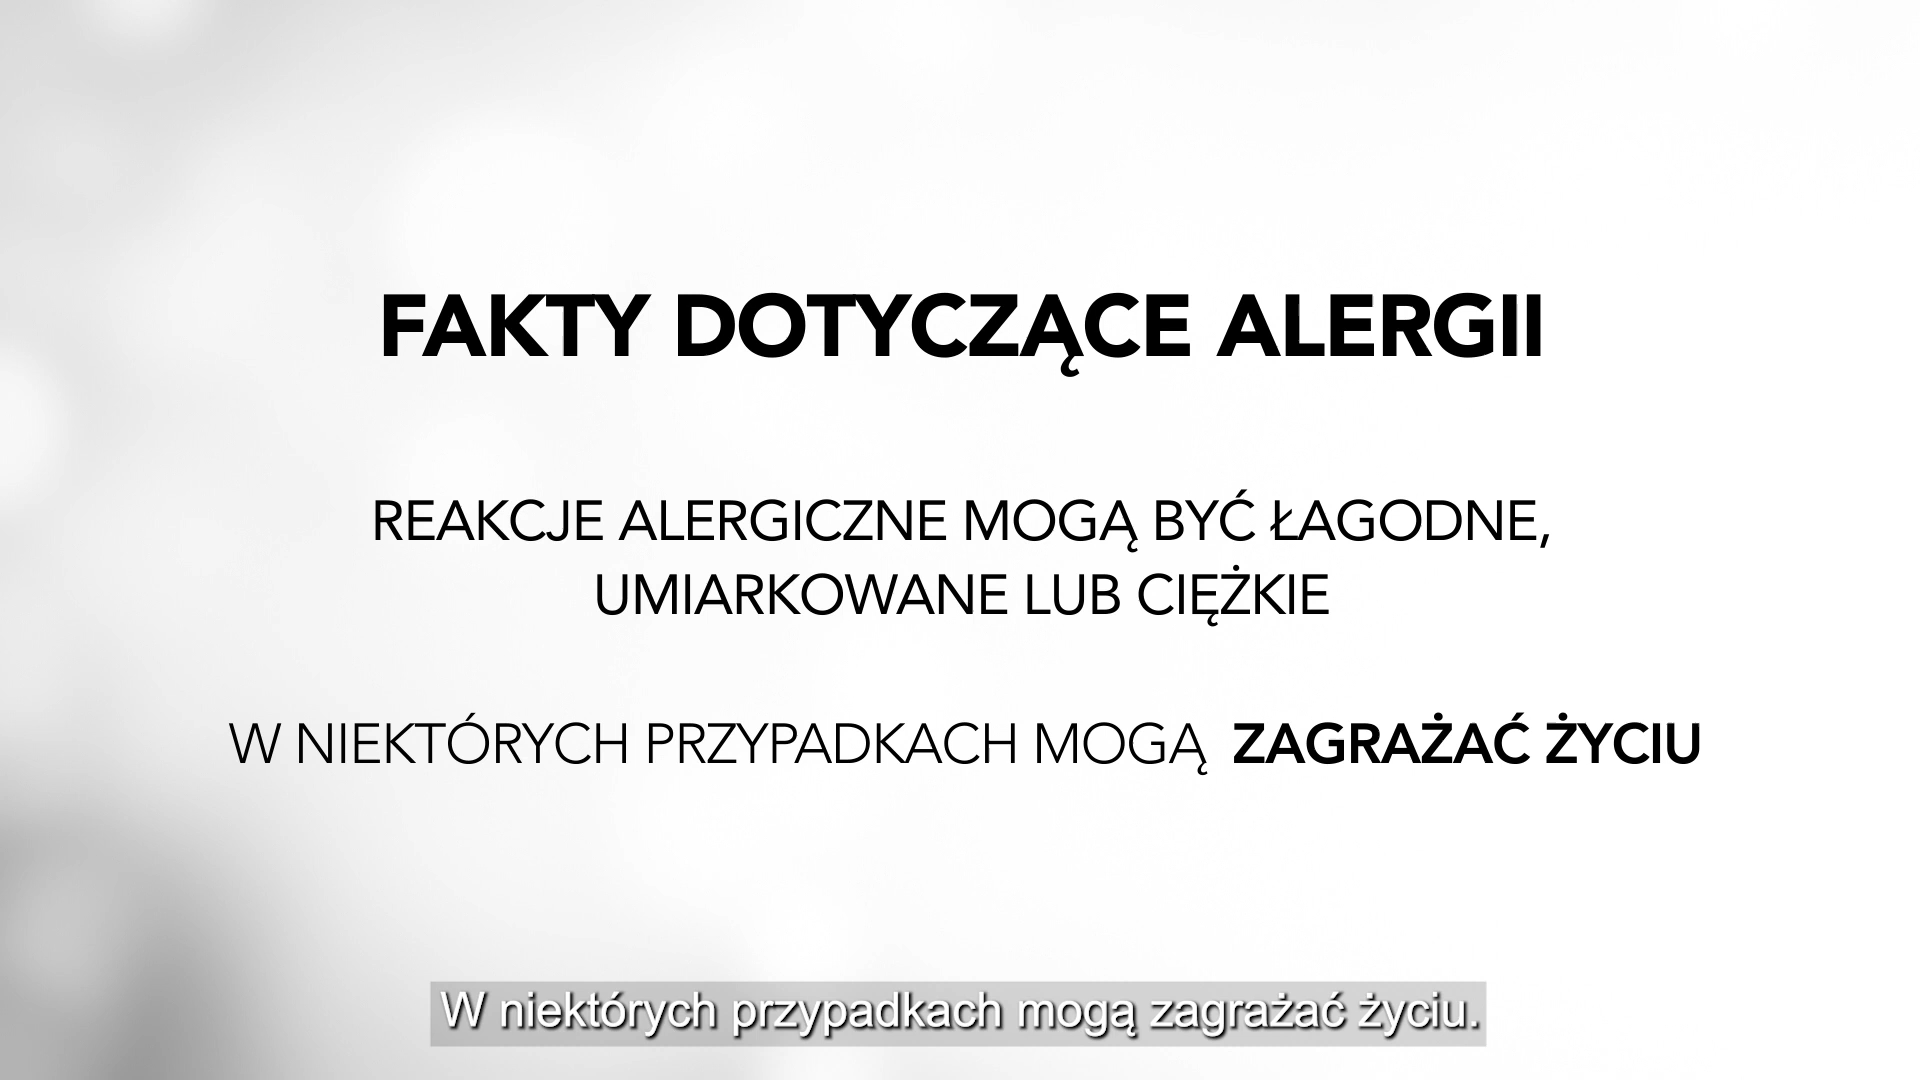 FAKTY DOTYCZĄCE ALERGII
REAKCJE ALERGICZNE MOGĄ BYĆ ŁAGODNE,
UMIARKOWANE LUB CIĘŻKIE
W NIEKTÓRYCH PRZYPADKACH MOGĄ ZAGRAŻAĆ ŻYCIU
W niektórych przypadkach mogą zagrażać życiu.